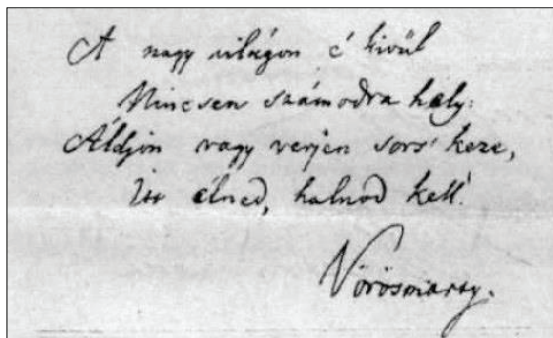 A nagy világon é kivül
Nincsen számodra hely:
Áldjon vagy verjen sors' keze,
Itt élned, halnod kell.
Vörösmarty.